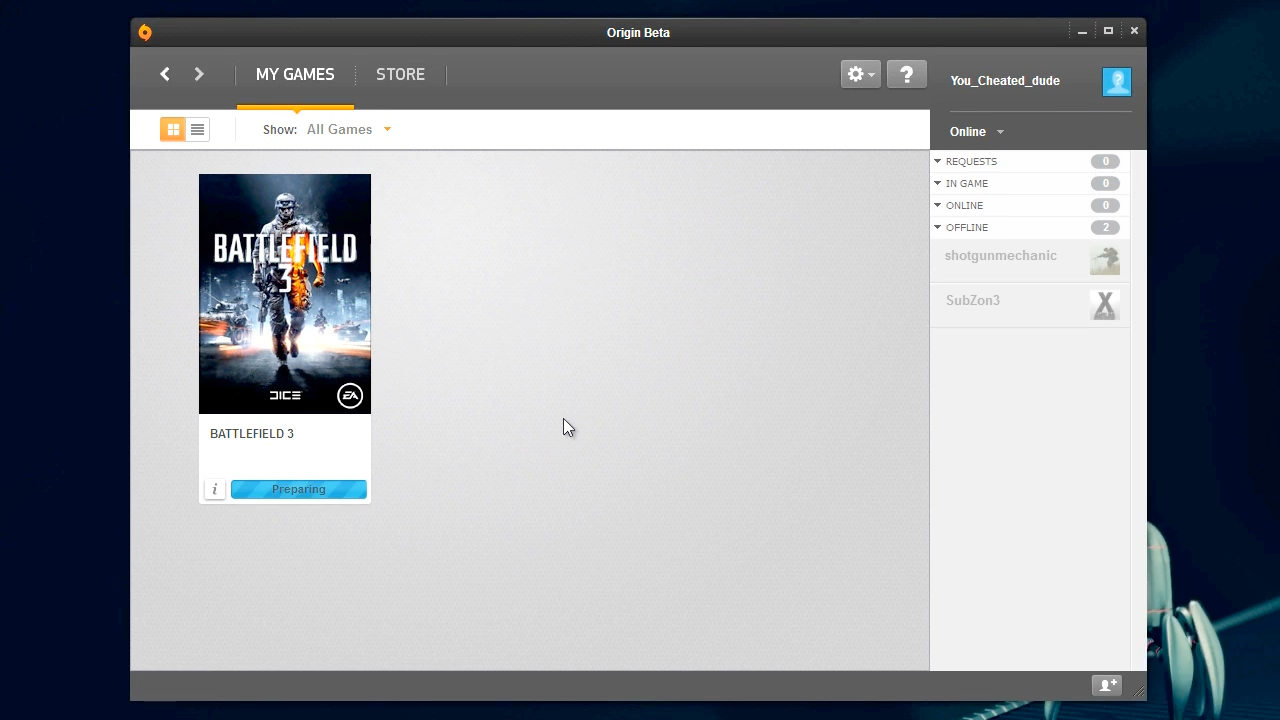 Origin Beta
MY GAMES
STORE
?
You_Cheated_dude
Online
Show: All Games
REQUESTS 0
IN GAME 0
ONLINE 0
OFFLINE 2
shotgunmechanic
SubZon3
BATTLEFIELD
3
DICE
EA
BATTLEFIELD 3
i
Preparing